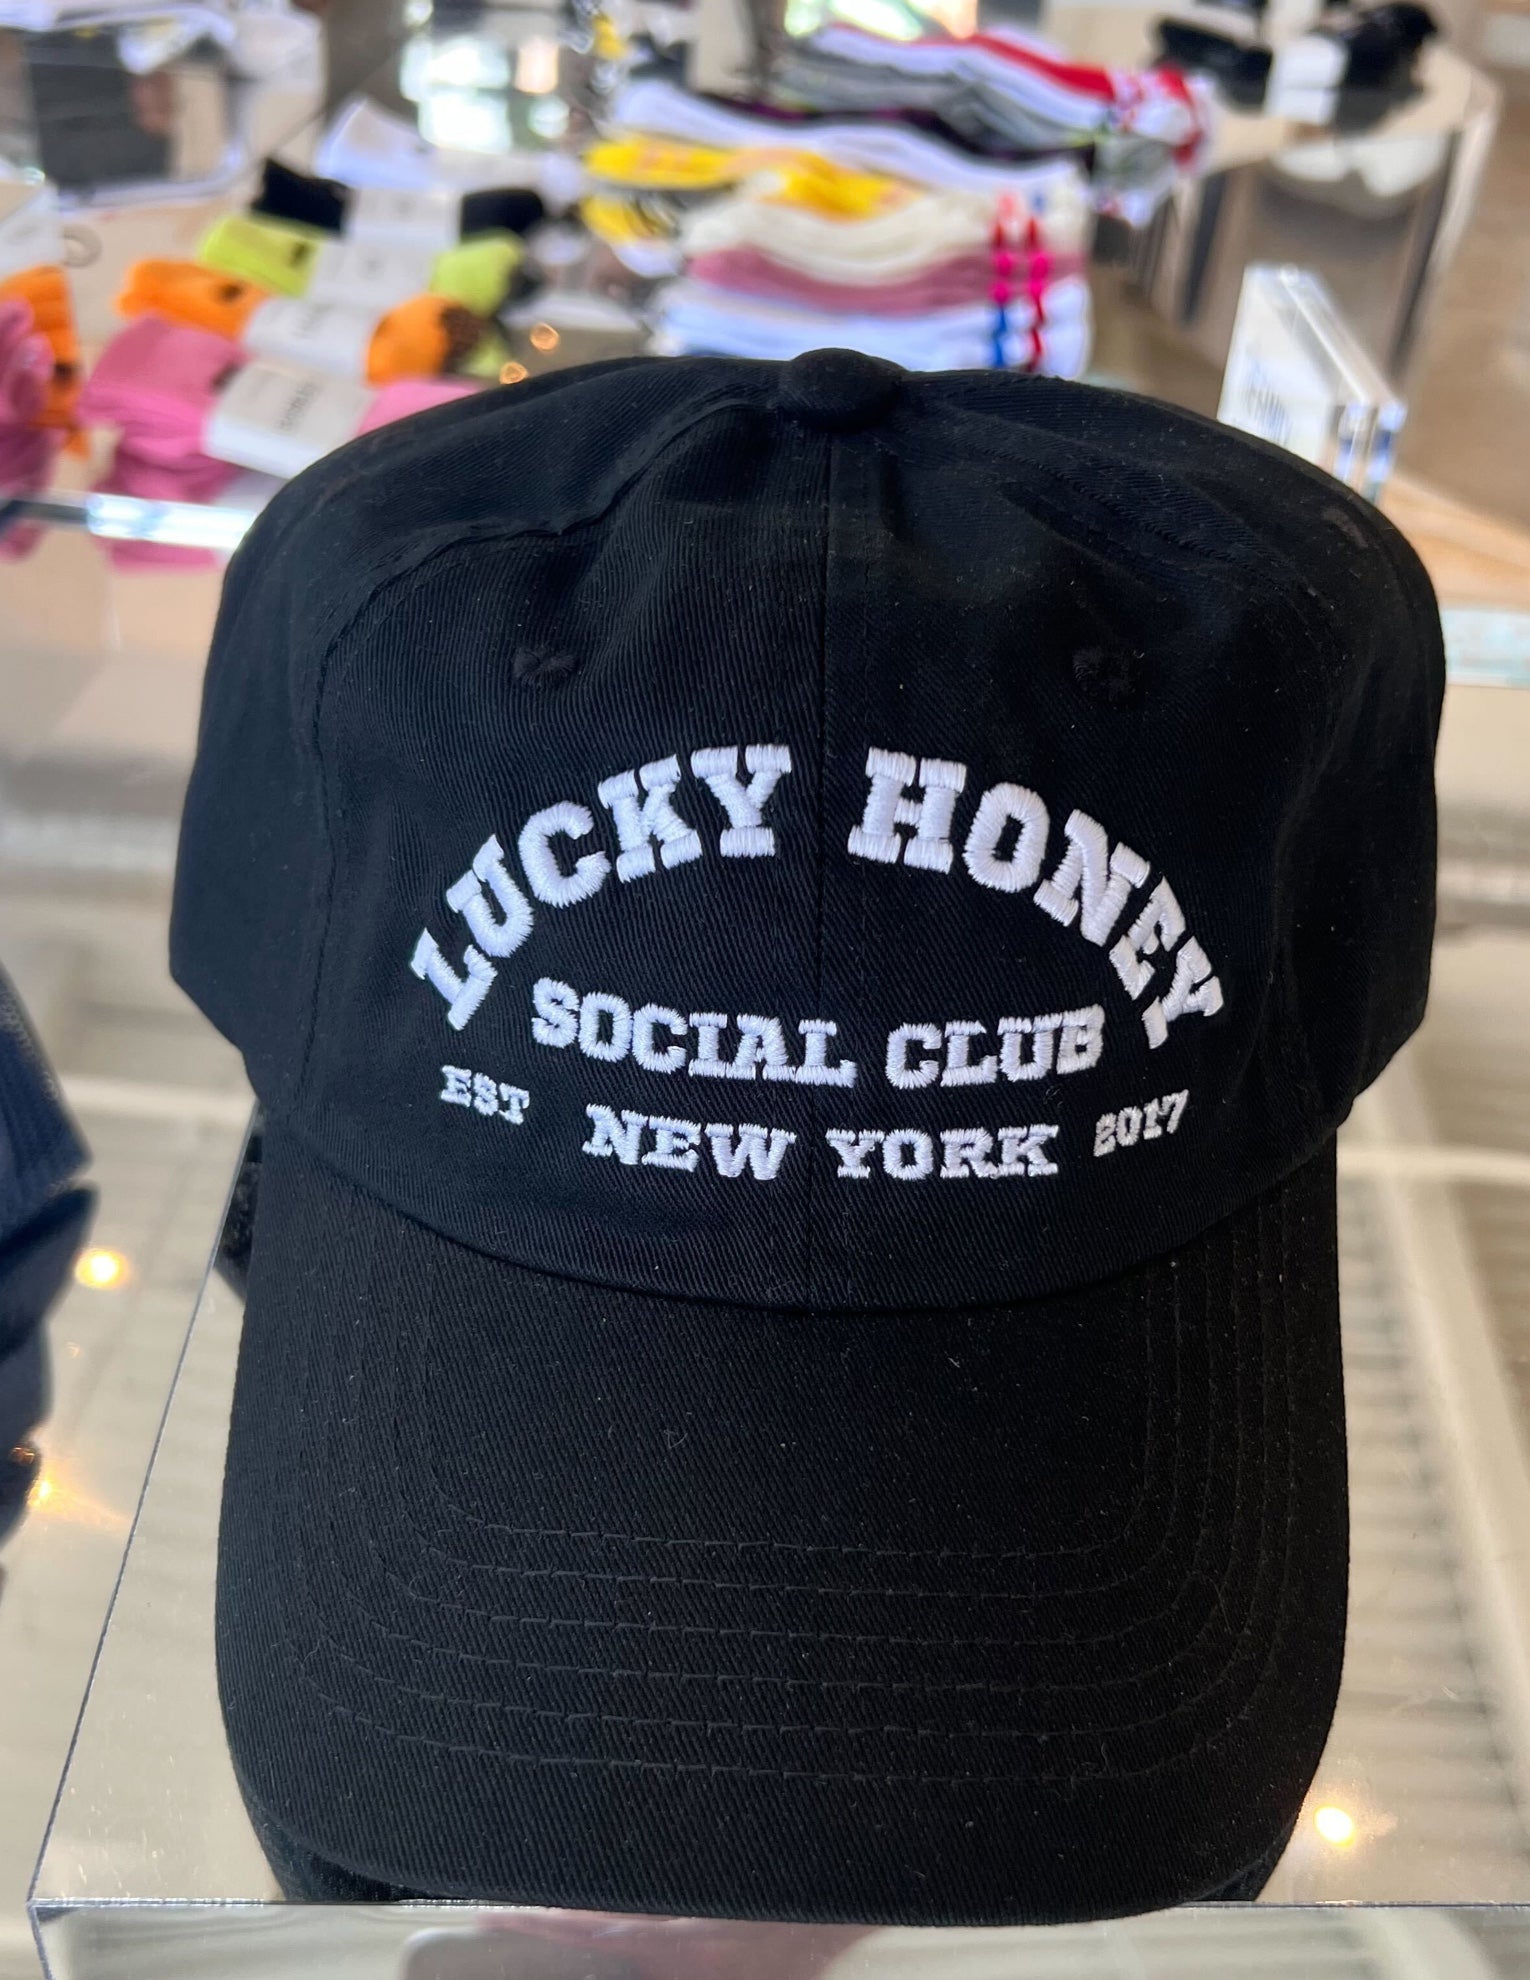 LUCKY HONEY
SOCIAL CLUB
EST NEW YORK 2017